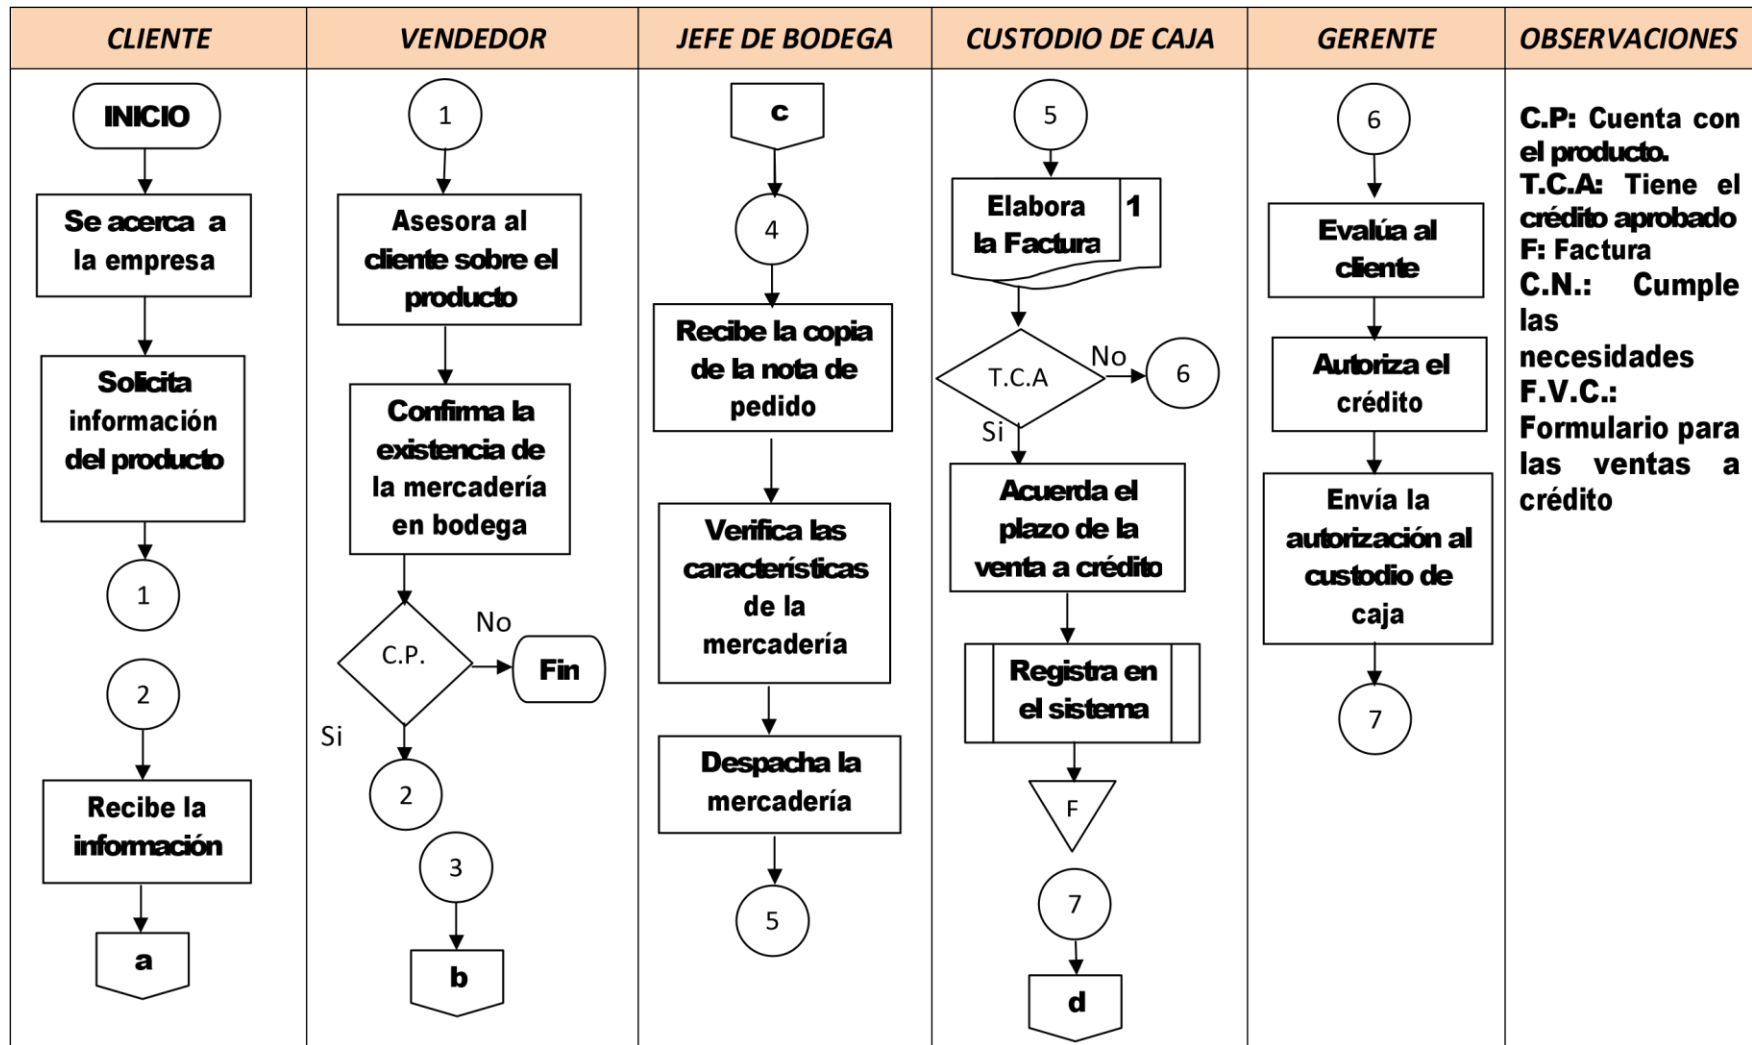 CLIENTE
VENDEDOR
JEFE DE BODEGA
CUSTODIO DE CAJA
GERENTE
OBSERVACIONES
INICIO
Se acerca a
la empresa
Solicita
información
del producto
1
2
Recibe la
información
a
1
Asesora al
cliente sobre el
producto
Confirma la
existencia de
la mercadería
en bodega
C.P.
No
Fin
Si
2
3
b
c
4
Recibe la copia
de la nota de
pedido
Verifica las
características
de la
mercadería
Despacha la
mercadería
5
5
Elabora
la Factura
1
T.C.A
No
6
Si
Acuerda el
plazo de la
venta a crédito
Registra en
el sistema
F
7
d
6
Evalúa al
cliente
Autoriza el
crédito
Envía la
autorización al
custodio de
caja
7
C.P: Cuenta con
el producto.
T.C.A: Tiene el
crédito aprobado
F: Factura
C.N.: Cumple
las
necesidades
F.V.C.:
Formulario para
las ventas a
crédito